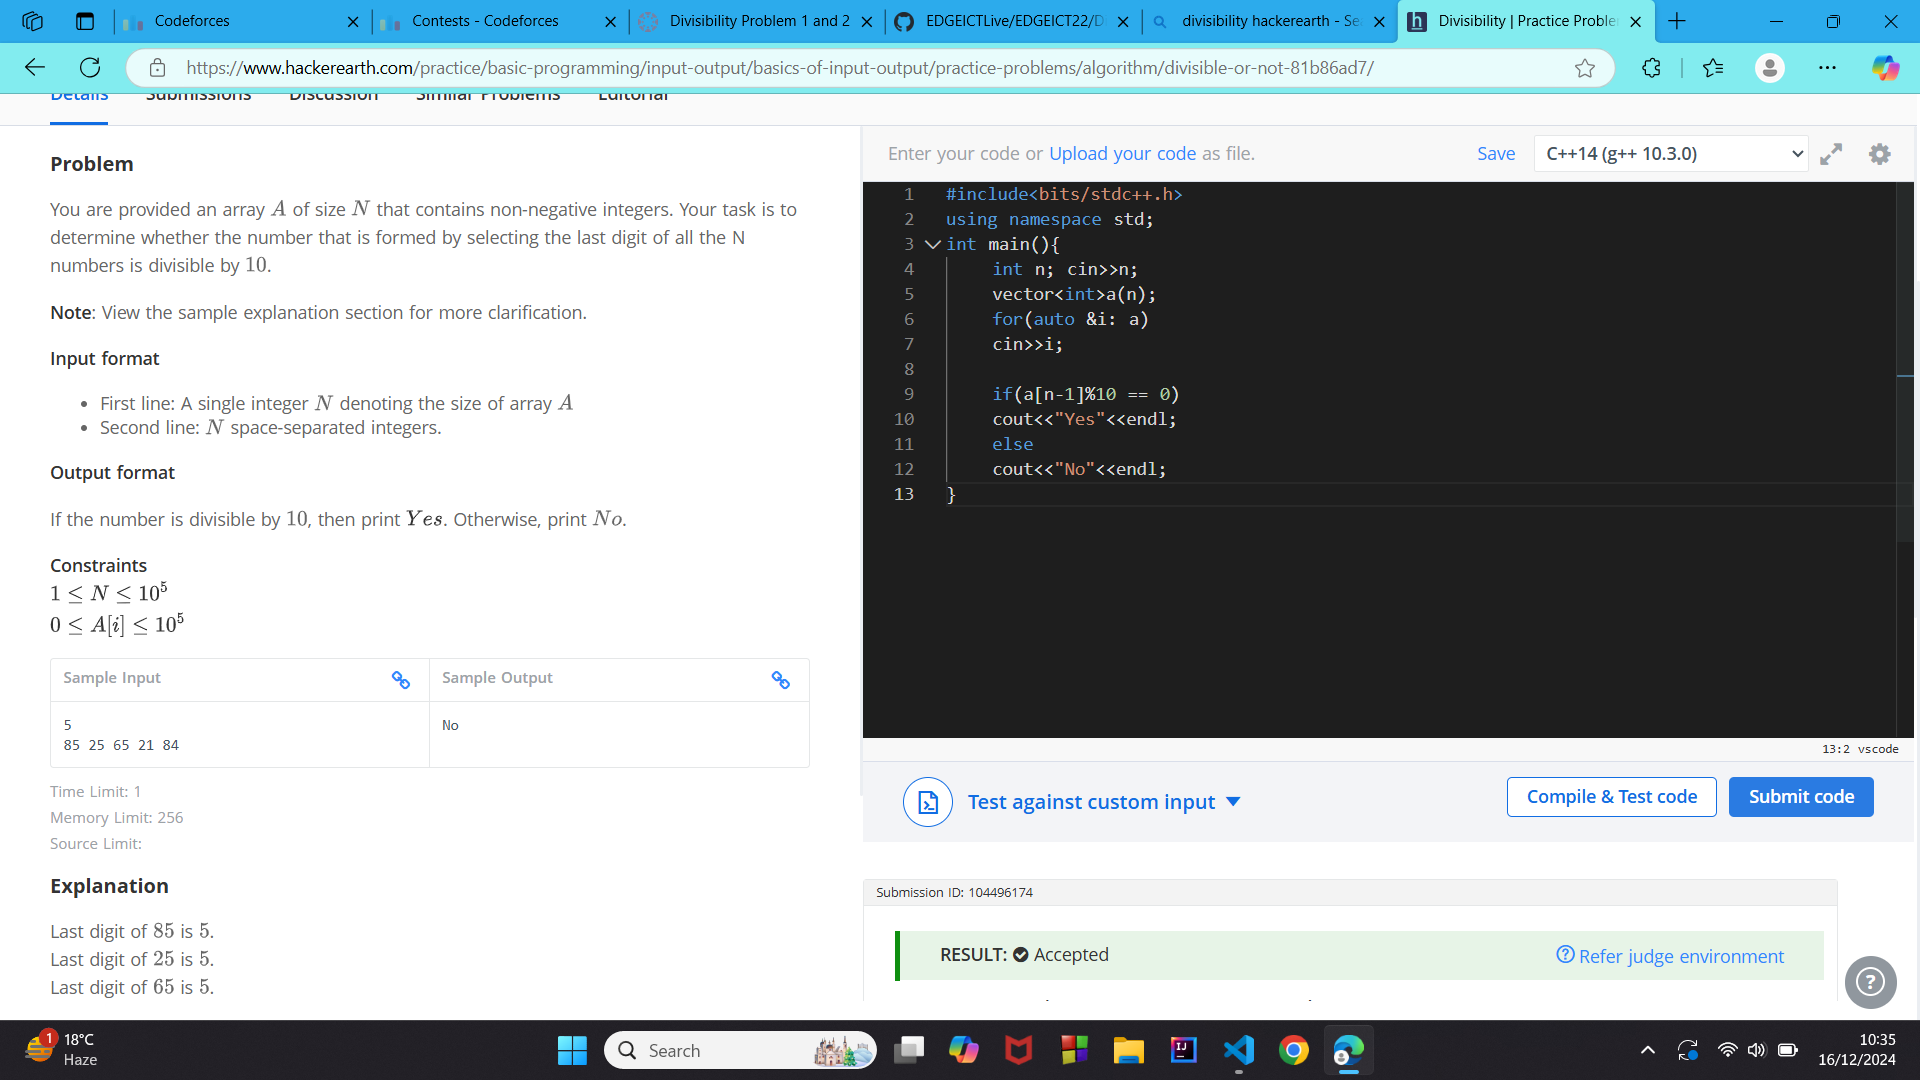 Codeforces
Contests - Codeforces
Divisibility Problem 1 and 2
EDGEICTLive/EDGEICT22/D
divisibility hackerearth - Se
Divisibility | Practice Proble
https://www.hackerearth.com/practice/basic-programming/input-output/basics-of-input-output/practice-problems/algorithm/divisible-or-not-81b86ad7/
Details Submissions Discussion Similar Problems Editorial
Problem
You are provided an array A of size N that contains non-negative integers. Your task is to
determine whether the number that is formed by selecting the last digit of all the N
numbers is divisible by 10.
Note: View the sample explanation section for more clarification.
Input format
• First line: A single integer N denoting the size of array A
• Second line: N space-separated integers.
Output format
If the number is divisible by 10, then print Yes. Otherwise, print No.
Constraints
1 ≤ N ≤ 10⁵
0 ≤ A[i] ≤ 10⁵
Sample Input
Sample Output
5
85 25 65 21 84
No
Time Limit: 1
Memory Limit: 256
Source Limit:
Explanation
Last digit of 85 is 5.
Last digit of 25 is 5.
Last digit of 65 is 5.
Enter your code or Upload your code as file.
Save
C++14 (g++ 10.3.0)
1 #include<bits/stdc++.h>
2 using namespace std;
3 int main(){
4 int n; cin>>n;
5 vector<int>a(n);
6 for(auto &i: a)
7 cin>>i;
8
9 if(a[n-1]%10 == 0)
10 cout<<"Yes"<<endl;
11 else
12 cout<<"No"<<endl;
13 }
13:2 vscode
Test against custom input
Compile & Test code
Submit code
Submission ID: 104496174
RESULT: Accepted
Refer judge environment
?
1
18°C
Haze
Search
IJ
10:35
16/12/2024